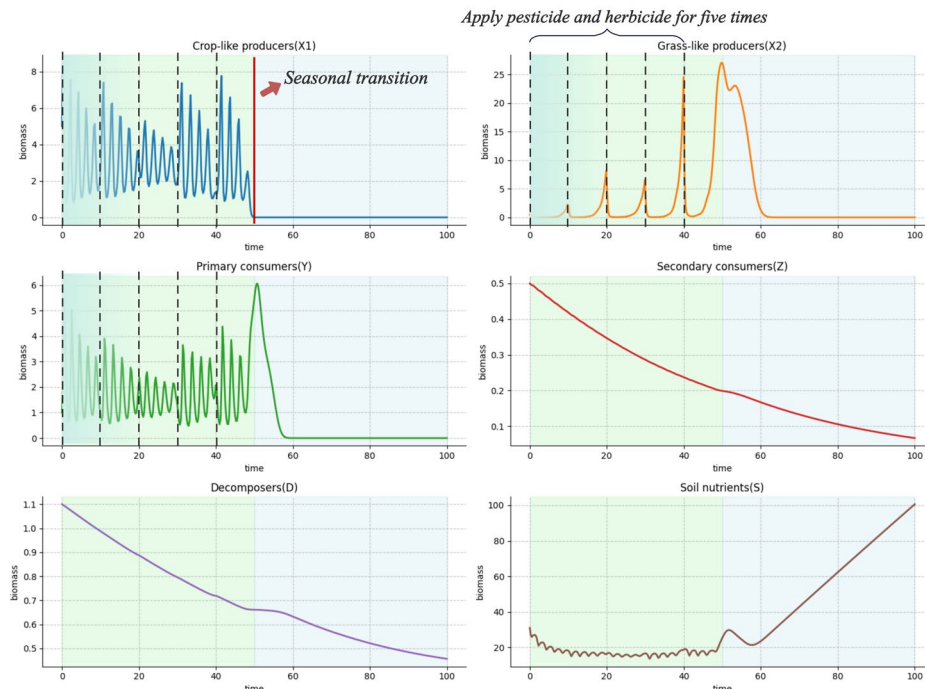 Apply pesticide and herbicide for five times
Crop-like producers(X1)
Grass-like producers(X2)
Seasonal transition
8
6
4
2
0
biomass
0 20 40 60 80 100
time
25
20
15
10
5
0
biomass
0 20 40 60 80 100
time
Primary consumers(Y)
Secondary consumers(Z)
6
5
4
3
2
1
0
biomass
0 20 40 60 80 100
time
0.5
0.4
0.3
0.2
0.1
biomass
0 20 40 60 80 100
time
Decomposers(D)
Soil nutrients(S)
1.1
1.0
0.9
0.8
0.7
0.6
0.5
biomass
0 20 40 60 80 100
time
100
80
60
40
20
biomass
0 20 40 60 80 100
time